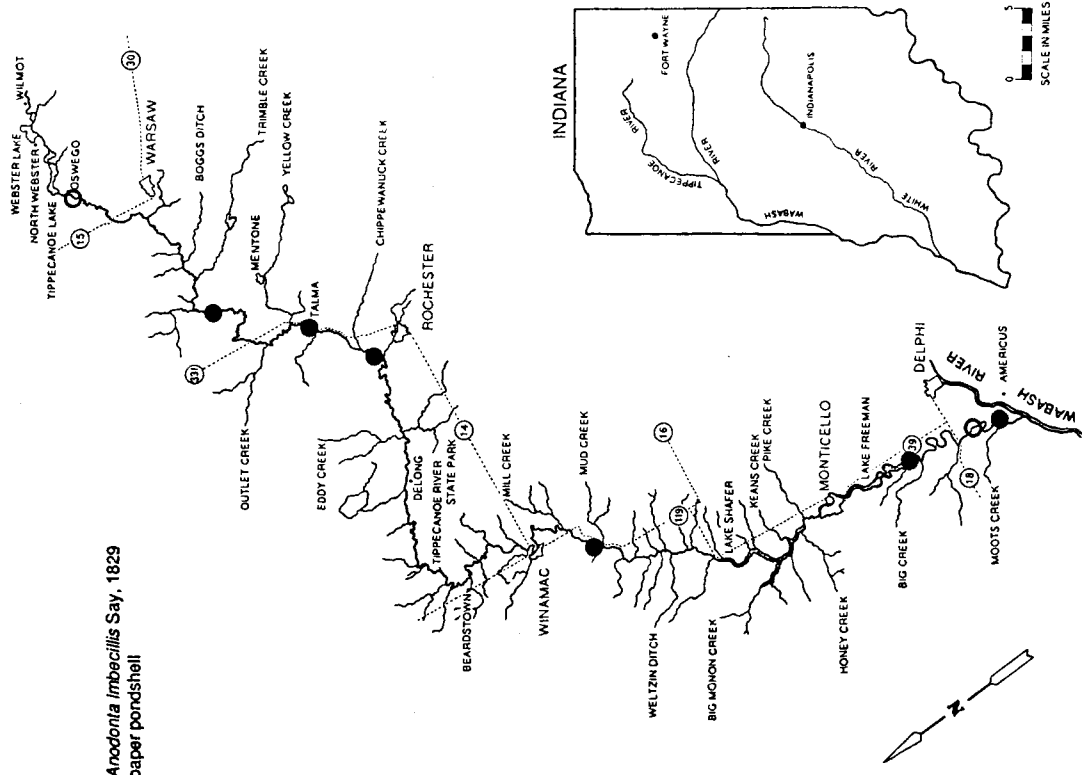 Anodonta imbecillis Say, 1829
paper pondshell
WEBSTER LAKE
WILMOT
NORTH WEBSTER
OSWEGO
TIPPECANOE LAKE
15
30
WARSAW
BOGGS DITCH
TRIMBLE CREEK
YELLOW CREEK
MENTONE
331
TALMA
CHIPPEWANUCK CREEK
OUTLET CREEK
ROCHESTER
EDDY CREEK
DELONG
14
TIPPECANOE RIVER
STATE PARK
MILL CREEK
BEARDSTOWN
WINAMAC
MUD CREEK
16
119
WELTZIN DITCH
LAKE SHAFER
BIG MONON CREEK
KEANS CREEK
PIKE CREEK
HONEY CREEK
MONTICELLO
LAKE FREEMAN
39
BIG CREEK
DELPHI
18
MOOTS CREEK
AMERICUS
WABASH RIVER
N
INDIANA
FORT WAYNE
TIPPECANOE RIVER
WABASH RIVER
INDIANAPOLIS
WHITE RIVER
0 5
SCALE IN MILES